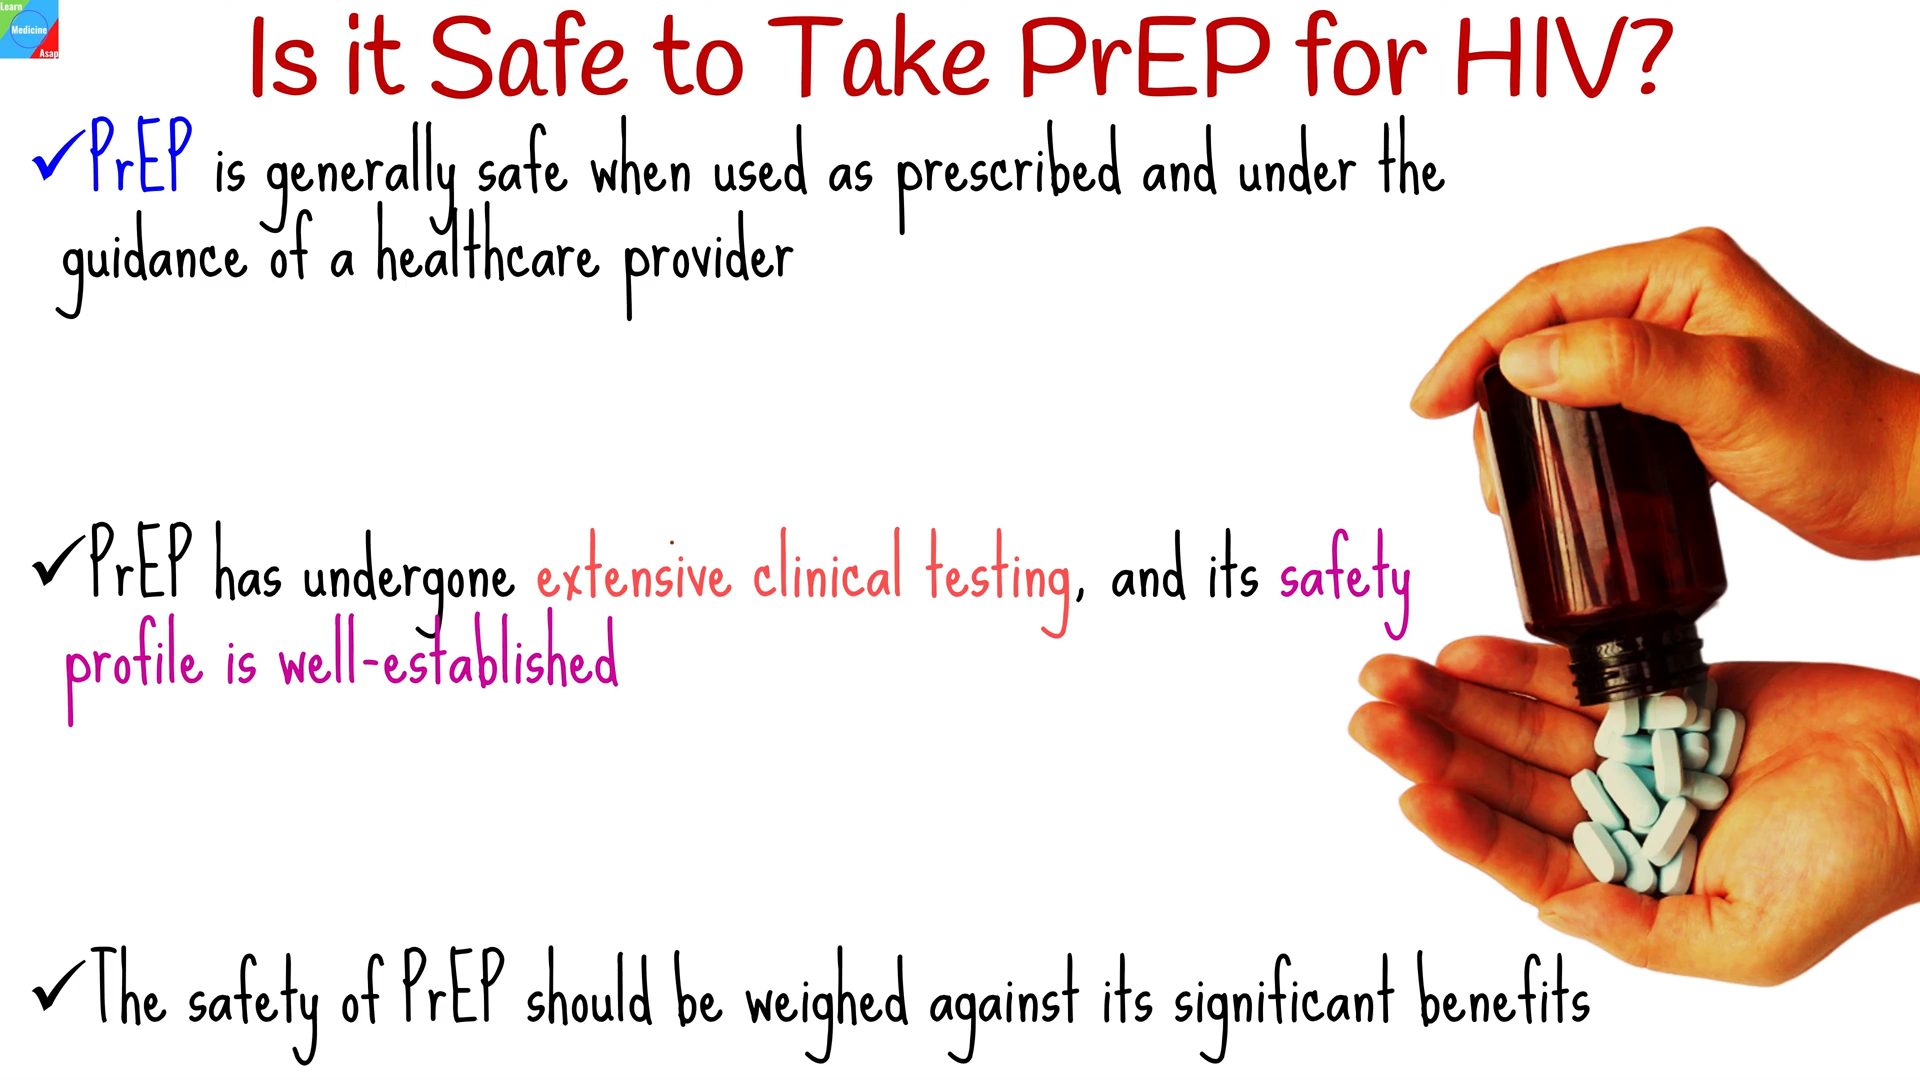 Learn
Medicine
Asap
Is it Safe to Take PrEP for HIV?
✓PrEP is generally safe when used as prescribed and under the
guidance of a healthcare provider
✓PrEP has undergone extensive clinical testing, and its safety
profile is well-established
✓The safety of PrEP should be weighed against its significant benefits